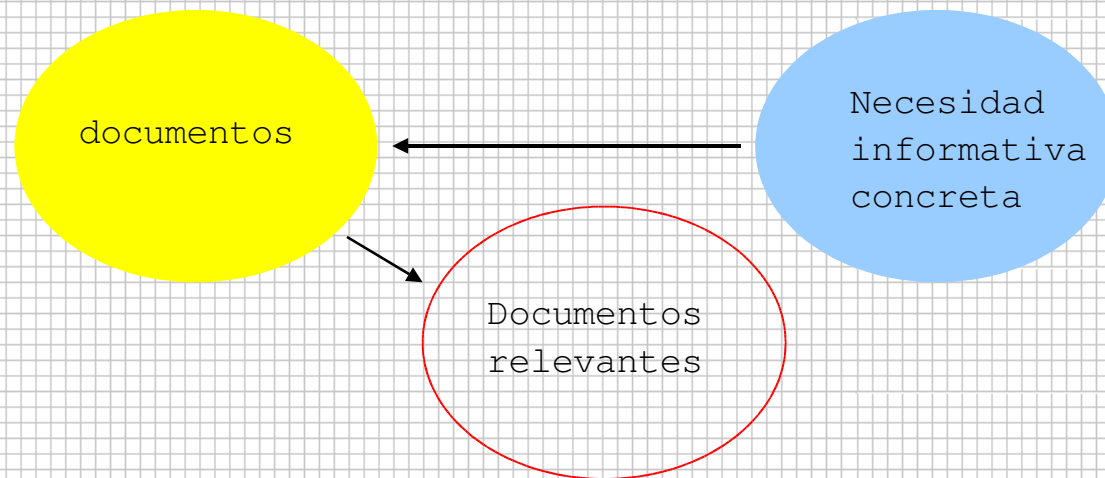 documentos
Necesidad
informativa
concreta
Documentos
relevantes